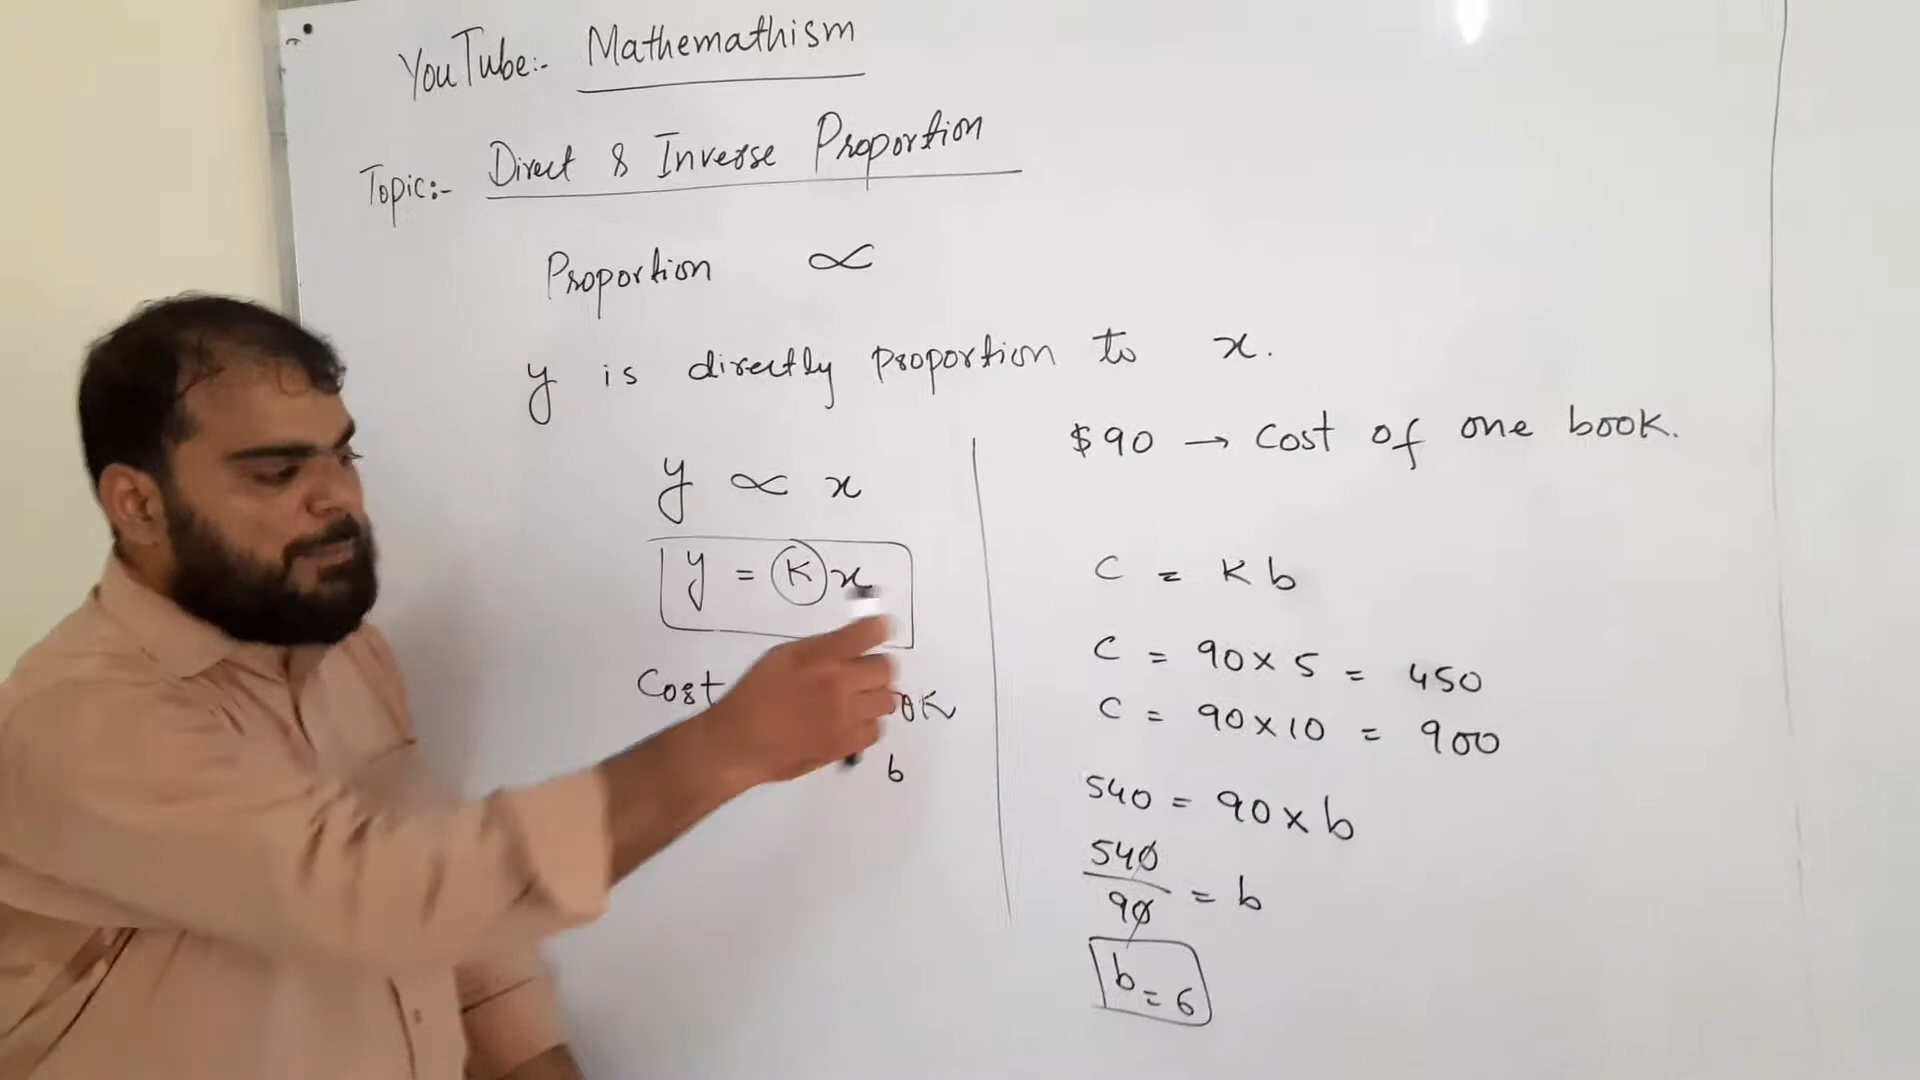 YouTube:- Mathemathism
Topic:- Direct & Inverse Proportion
Proportion ∝
y is directly proportion to x.
y ∝ x
y = K x
Cost
b
$90 → Cost of one book.
C = K b
C = 90 x 5 = 450
C = 90 x 10 = 900
540 = 90 x b
540
90 = b
b = 6